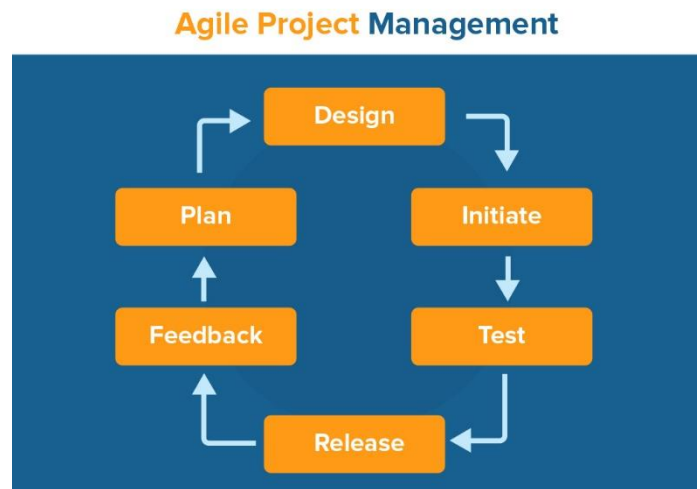 Agile Project Management
Design
Plan
Initiate
Feedback
Test
Release